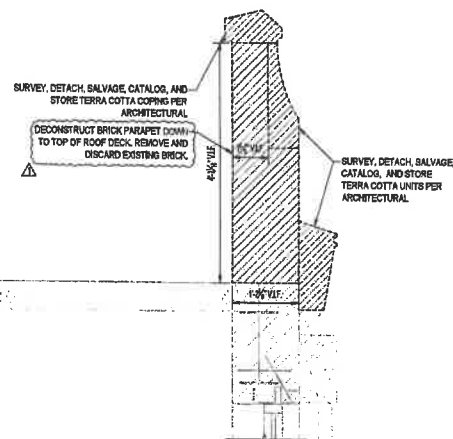 SURVEY, DETACH, SALVAGE, CATALOG, AND
STORE TERRA COTTA COPING PER
ARCHITECTURAL
DECONSTRUCT BRICK PARAPET DOWN
TO TOP OF ROOF DECK. REMOVE AND
DISCARD EXISTING BRICK.
1
SURVEY, DETACH, SALVAGE,
CATALOG, AND STORE
TERRA COTTA UNITS PER
ARCHITECTURAL
V.I.F.
V.I.F.
V.I.F.